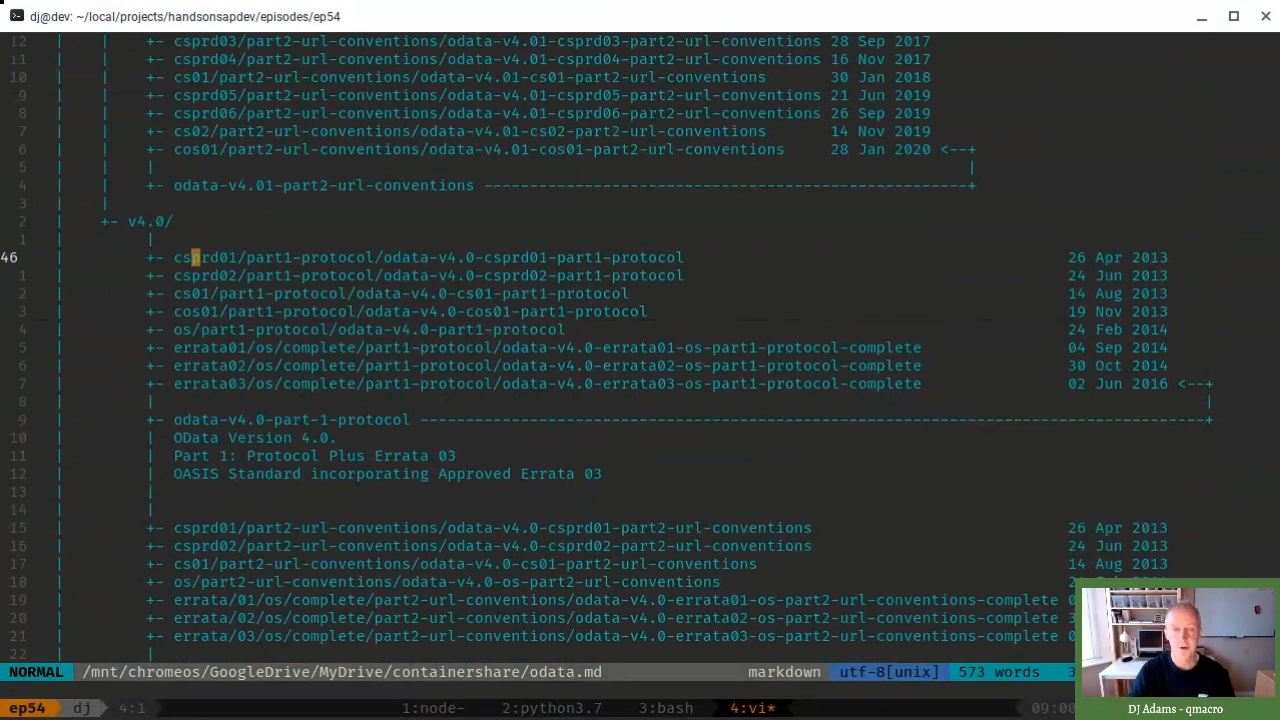 dj@dev: ~/local/projects/handsonsapdev/episodes/ep54
12 | | +- csprd03/part2-url-conventions/odata-v4.01-csprd03-part2-url-conventions 28 Sep 2017
11 | | +- csprd04/part2-url-conventions/odata-v4.01-csprd04-part2-url-conventions 16 Nov 2017
10 | | +- cs01/part2-url-conventions/odata-v4.01-cs01-part2-url-conventions 30 Jan 2018
9 | | +- csprd05/part2-url-conventions/odata-v4.01-csprd05-part2-url-conventions 21 Jun 2019
8 | | +- csprd06/part2-url-conventions/odata-v4.01-csprd06-part2-url-conventions 26 Sep 2019
7 | | +- cs02/part2-url-conventions/odata-v4.01-cs02-part2-url-conventions 14 Nov 2019
6 | | +- cos01/part2-url-conventions/odata-v4.01-cos01-part2-url-conventions 28 Jan 2020 <--+
5 | | | |
4 | | +- odata-v4.01-part2-url-conventions -----------------------------------------------------+
3 | |
2 | +- v4.0/
1 | |
46 | +- csprd01/part1-protocol/odata-v4.0-csprd01-part1-protocol 26 Apr 2013
1 | +- csprd02/part1-protocol/odata-v4.0-csprd02-part1-protocol 24 Jun 2013
2 | +- cs01/part1-protocol/odata-v4.0-cs01-part1-protocol 14 Aug 2013
3 | +- cos01/part1-protocol/odata-v4.0-cos01-part1-protocol 19 Nov 2013
4 | +- os/part1-protocol/odata-v4.0-part1-protocol 24 Feb 2014
5 | +- errata01/os/complete/part1-protocol/odata-v4.0-errata01-os-part1-protocol-complete 04 Sep 2014
6 | +- errata02/os/complete/part1-protocol/odata-v4.0-errata02-os-part1-protocol-complete 30 Oct 2014
7 | +- errata03/os/complete/part1-protocol/odata-v4.0-errata03-os-part1-protocol-complete 02 Jun 2016 <--+
8 | | |
9 | +- odata-v4.0-part-1-protocol --------------------------------------------------------------------------------------+
10 | | OData Version 4.0.
11 | | Part 1: Protocol Plus Errata 03
12 | | OASIS Standard incorporating Approved Errata 03
13 | |
14 | |
15 | +- csprd01/part2-url-conventions/odata-v4.0-csprd01-part2-url-conventions 26 Apr 2013
16 | +- csprd02/part2-url-conventions/odata-v4.0-csprd02-part2-url-conventions 24 Jun 2013
17 | +- cs01/part2-url-conventions/odata-v4.0-cs01-part2-url-conventions 14 Aug 2013
18 | +- os/part2-url-conventions/odata-v4.0-os-part2-url-conventions
19 | +- errata/01/os/complete/part2-url-conventions/odata-v4.0-errata01-os-part2-url-conventions-complete
20 | +- errata/02/os/complete/part2-url-conventions/odata-v4.0-errata02-os-part2-url-conventions-complete
21 | +- errata/03/os/complete/part2-url-conventions/odata-v4.0-errata03-os-part2-url-conventions-complete
22 | |
NORMAL /mnt/chromeos/GoogleDrive/MyDrive/containershare/odata.md markdown utf-8[unix] 573 words
DJ Adams - qmacro
ep54 dj 4:1 1:node- 2:python3.7 3:bash 4:vi* 09:00